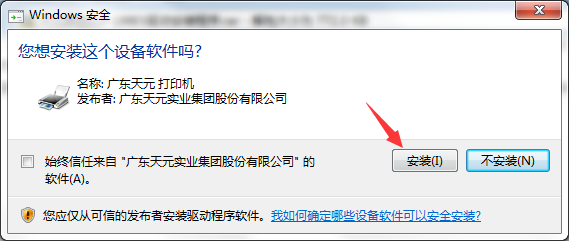 Windows 安全
您想安装这个设备软件吗?
名称: 广东天元 打印机
发布者: 广东天元实业集团股份有限公司
始终信任来自 "广东天元实业集团股份有限公司" 的
软件(A)。
安装(I)
不安装(N)
您应仅从可信的发布者安装驱动程序软件。我如何确定哪些设备软件可以安全安装?